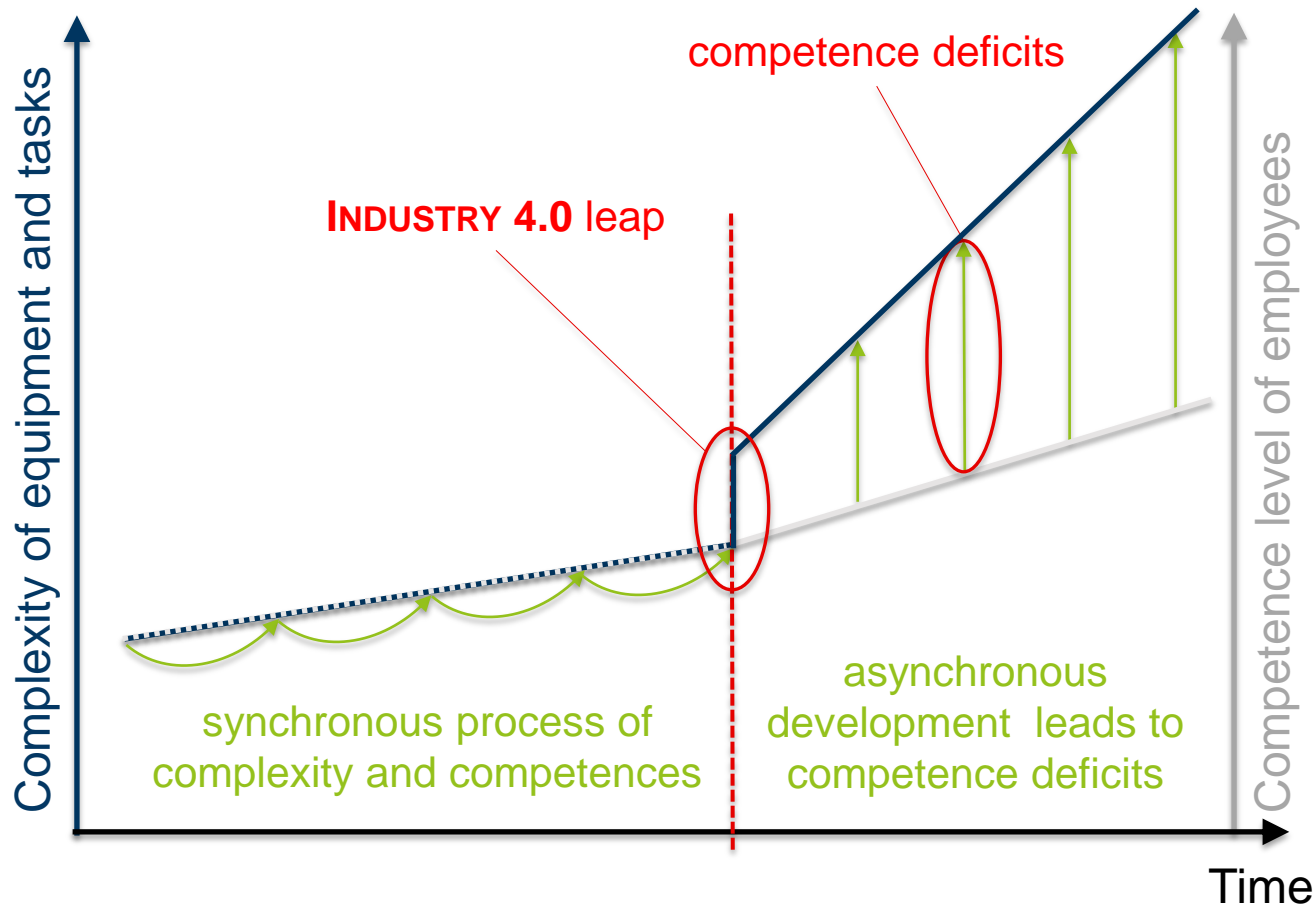 competence deficits
INDUSTRY 4.0 leap
Complexity of equipment and tasks
Competence level of employees
synchronous process of
complexity and competences
asynchronous
development  leads to
competence deficits
Time